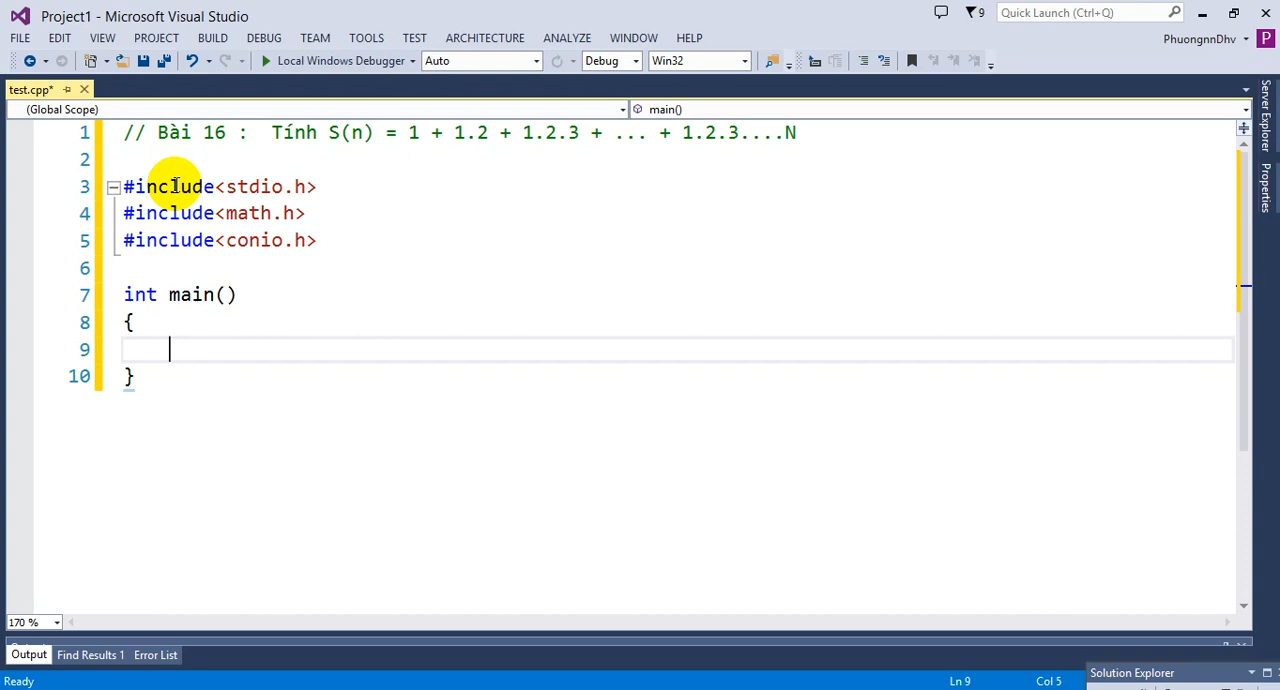 Project1 - Microsoft Visual Studio
9
Quick Launch (Ctrl+Q)
FILE EDIT VIEW PROJECT BUILD DEBUG TEAM TOOLS TEST ARCHITECTURE ANALYZE WINDOW HELP
PhuongnnDhv
P
Local Windows Debugger Auto Debug Win32
test.cpp*
(Global Scope) main()
1 // Bài 16 :  Tính S(n) = 1 + 1.2 + 1.2.3 + ... + 1.2.3....N
2
3 #include<stdio.h>
4 #include<math.h>
5 #include<conio.h>
6
7 int main()
8 {
9
10 }
Server Explorer
Properties
170 %
Output Find Results 1 Error List
Solution Explorer
Ready Ln 9 Col 5